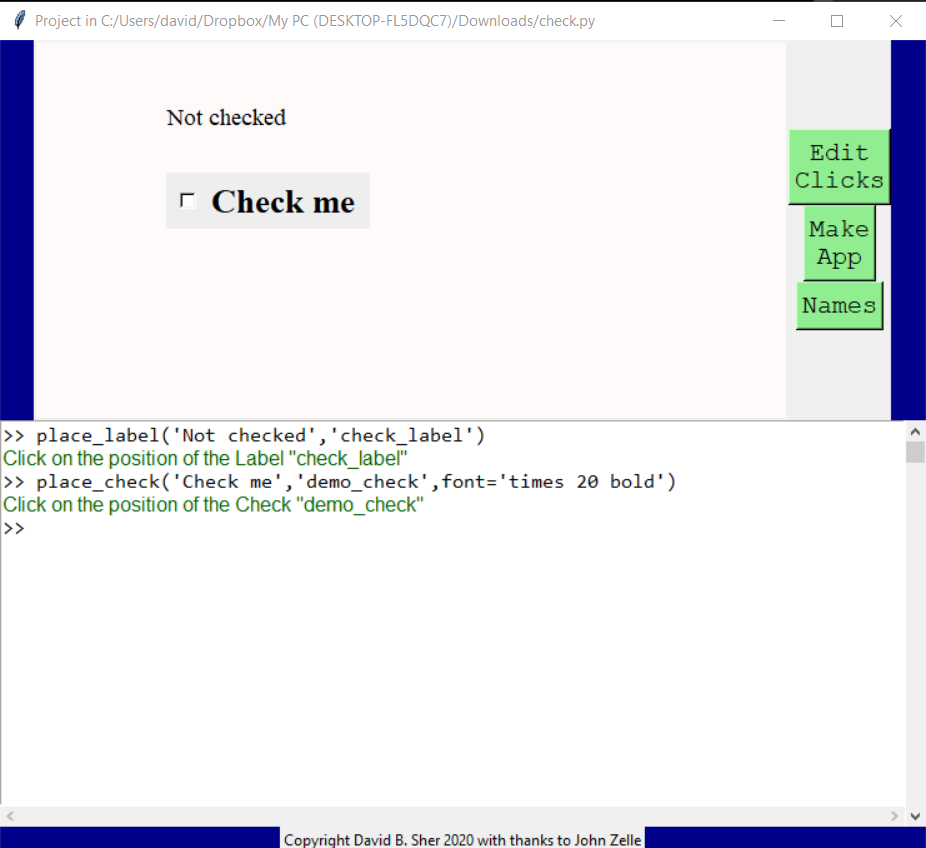 Project in C:/Users/david/Dropbox/My PC (DESKTOP-FL5DQC7)/Downloads/check.py
Not checked
Check me
Edit
Clicks
Make
App
Names
>> place_label('Not checked','check_label')
Click on the position of the Label "check_label"
>> place_check('Check me','demo_check',font='times 20 bold')
Click on the position of the Check "demo_check"
>>
Copyright David B. Sher 2020 with thanks to John Zelle